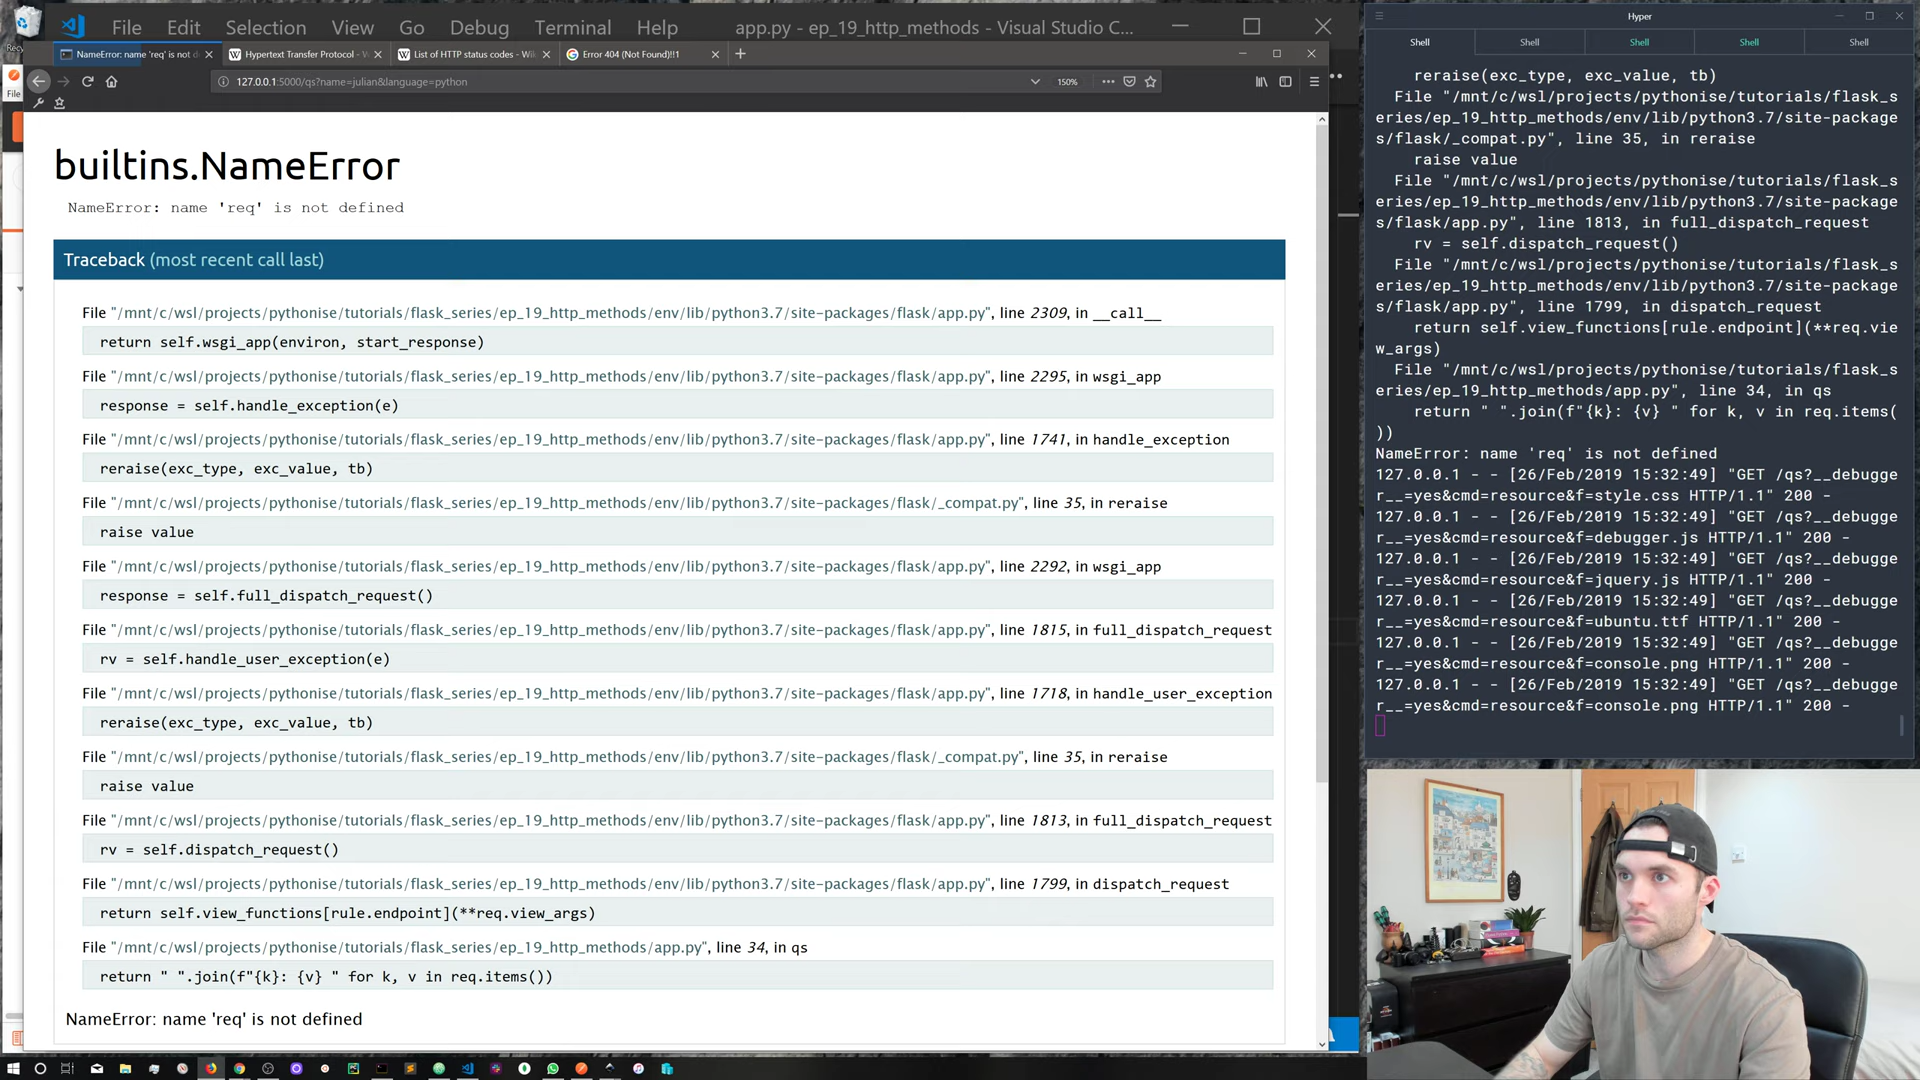 File Edit Selection View Go Debug Terminal Help app.py - ep_19_http_methods - Visual Studio C...
NameError: name 'req' is not de
Hypertext Transfer Protocol - W
List of HTTP status codes - Wik
Error 404 (Not Found)!!1
127.0.0.1:5000/qs?name=julian&language=python
150%
File
builtins.NameError
NameError: name 'req' is not defined
Traceback (most recent call last)
File "/mnt/c/wsl/projects/pythonise/tutorials/flask_series/ep_19_http_methods/env/lib/python3.7/site-packages/flask/app.py", line 2309, in __call__
return self.wsgi_app(environ, start_response)
File "/mnt/c/wsl/projects/pythonise/tutorials/flask_series/ep_19_http_methods/env/lib/python3.7/site-packages/flask/app.py", line 2295, in wsgi_app
response = self.handle_exception(e)
File "/mnt/c/wsl/projects/pythonise/tutorials/flask_series/ep_19_http_methods/env/lib/python3.7/site-packages/flask/app.py", line 1741, in handle_exception
reraise(exc_type, exc_value, tb)
File "/mnt/c/wsl/projects/pythonise/tutorials/flask_series/ep_19_http_methods/env/lib/python3.7/site-packages/flask/_compat.py", line 35, in reraise
raise value
File "/mnt/c/wsl/projects/pythonise/tutorials/flask_series/ep_19_http_methods/env/lib/python3.7/site-packages/flask/app.py", line 2292, in wsgi_app
response = self.full_dispatch_request()
File "/mnt/c/wsl/projects/pythonise/tutorials/flask_series/ep_19_http_methods/env/lib/python3.7/site-packages/flask/app.py", line 1815, in full_dispatch_request
rv = self.handle_user_exception(e)
File "/mnt/c/wsl/projects/pythonise/tutorials/flask_series/ep_19_http_methods/env/lib/python3.7/site-packages/flask/app.py", line 1718, in handle_user_exception
reraise(exc_type, exc_value, tb)
File "/mnt/c/wsl/projects/pythonise/tutorials/flask_series/ep_19_http_methods/env/lib/python3.7/site-packages/flask/_compat.py", line 35, in reraise
raise value
File "/mnt/c/wsl/projects/pythonise/tutorials/flask_series/ep_19_http_methods/env/lib/python3.7/site-packages/flask/app.py", line 1813, in full_dispatch_request
rv = self.dispatch_request()
File "/mnt/c/wsl/projects/pythonise/tutorials/flask_series/ep_19_http_methods/env/lib/python3.7/site-packages/flask/app.py", line 1799, in dispatch_request
return self.view_functions[rule.endpoint](**req.view_args)
File "/mnt/c/wsl/projects/pythonise/tutorials/flask_series/ep_19_http_methods/app.py", line 34, in qs
return " ".join(f"{k}: {v} " for k, v in req.items())
NameError: name 'req' is not defined
Hyper
Shell Shell Shell Shell Shell
reraise(exc_type, exc_value, tb)
File "/mnt/c/wsl/projects/pythonise/tutorials/flask_s
eries/ep_19_http_methods/env/lib/python3.7/site-package
s/flask/_compat.py", line 35, in reraise
raise value
File "/mnt/c/wsl/projects/pythonise/tutorials/flask_s
eries/ep_19_http_methods/env/lib/python3.7/site-package
s/flask/app.py", line 1813, in full_dispatch_request
rv = self.dispatch_request()
File "/mnt/c/wsl/projects/pythonise/tutorials/flask_s
eries/ep_19_http_methods/env/lib/python3.7/site-package
s/flask/app.py", line 1799, in dispatch_request
return self.view_functions[rule.endpoint](**req.vie
w_args)
File "/mnt/c/wsl/projects/pythonise/tutorials/flask_s
eries/ep_19_http_methods/app.py", line 34, in qs
return " ".join(f"{k}: {v} " for k, v in req.items(
))
NameError: name 'req' is not defined
127.0.0.1 - - [26/Feb/2019 15:32:49] "GET /qs?__debugge
r__=yes&cmd=resource&f=style.css HTTP/1.1" 200 -
127.0.0.1 - - [26/Feb/2019 15:32:49] "GET /qs?__debugge
r__=yes&cmd=resource&f=debugger.js HTTP/1.1" 200 -
127.0.0.1 - - [26/Feb/2019 15:32:49] "GET /qs?__debugge
r__=yes&cmd=resource&f=jquery.js HTTP/1.1" 200 -
127.0.0.1 - - [26/Feb/2019 15:32:49] "GET /qs?__debugge
r__=yes&cmd=resource&f=ubuntu.ttf HTTP/1.1" 200 -
127.0.0.1 - - [26/Feb/2019 15:32:49] "GET /qs?__debugge
r__=yes&cmd=resource&f=console.png HTTP/1.1" 200 -
127.0.0.1 - - [26/Feb/2019 15:32:49] "GET /qs?__debugge
r__=yes&cmd=resource&f=console.png HTTP/1.1" 200 -